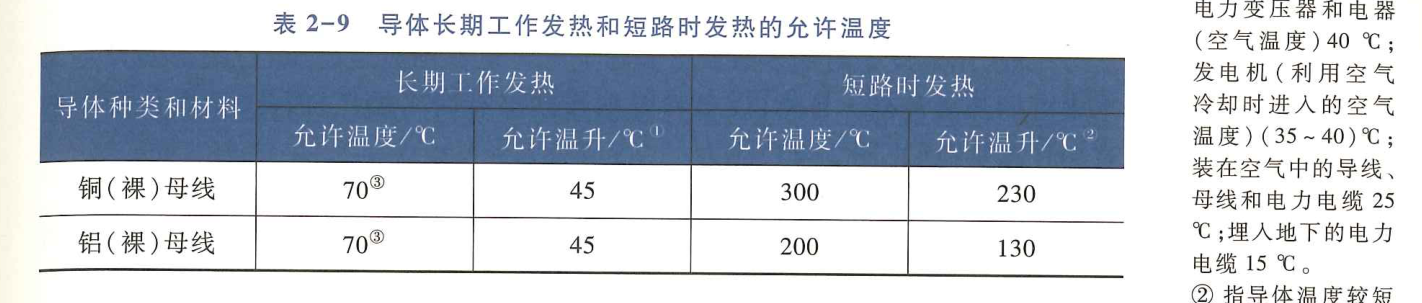 表 2-9 导体长期工作发热和短路时发热的允许温度
导体种类和材料 长期工作发热 短路时发热
允许温度/℃ 允许温升/℃① 允许温度/℃ 允许温升/℃②
铜(裸)母线 70③ 45 300 230
铝(裸)母线 70③ 45 200 130
电力变压器和电器
(空气温度)40 ℃;
发电机(利用空气
冷却时进入的空气
温度)(35~40)℃;
装在空气中的导线、
母线和电力电缆 25
℃;埋入地下的电力
电缆 15 ℃。
② 指导体温度较短